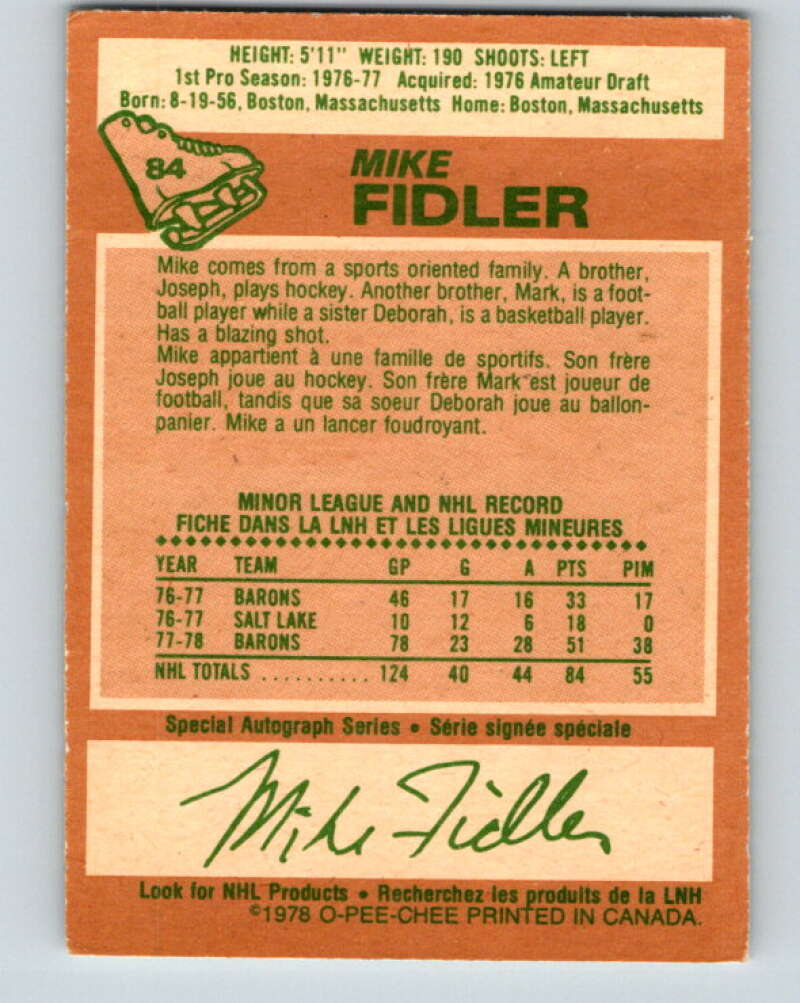 HEIGHT: 5'11" WEIGHT: 190 SHOOTS: LEFT
1st Pro Season: 1976-77 Acquired: 1976 Amateur Draft
Born: 8-19-56, Boston, Massachusetts Home: Boston, Massachusetts
84
MIKE
FIDLER
Mike comes from a sports oriented family. A brother,
Joseph, plays hockey. Another brother, Mark, is a foot-
ball player while a sister Deborah, is a basketball player.
Has a blazing shot.
Mike appartient à une famille de sportifs. Son frère
Joseph joue au hockey. Son frère Mark est joueur de
football, tandis que sa soeur Deborah joue au ballon-
panier. Mike a un lancer foudroyant.
MINOR LEAGUE AND NHL RECORD
FICHE DANS LA LNH ET LES LIGUES MINEURES
YEAR TEAM GP G A PTS PIM
76-77 BARONS 46 17 16 33 17
76-77 SALT LAKE 10 12 6 18 0
77-78 BARONS 78 23 28 51 38
NHL TOTALS .......... 124 40 44 84 55
Special Autograph Series • Série signée spéciale
Mike Fidler
Look for NHL Products • Recherchez les produits de la LNH
©1978 O-PEE-CHEE PRINTED IN CANADA.